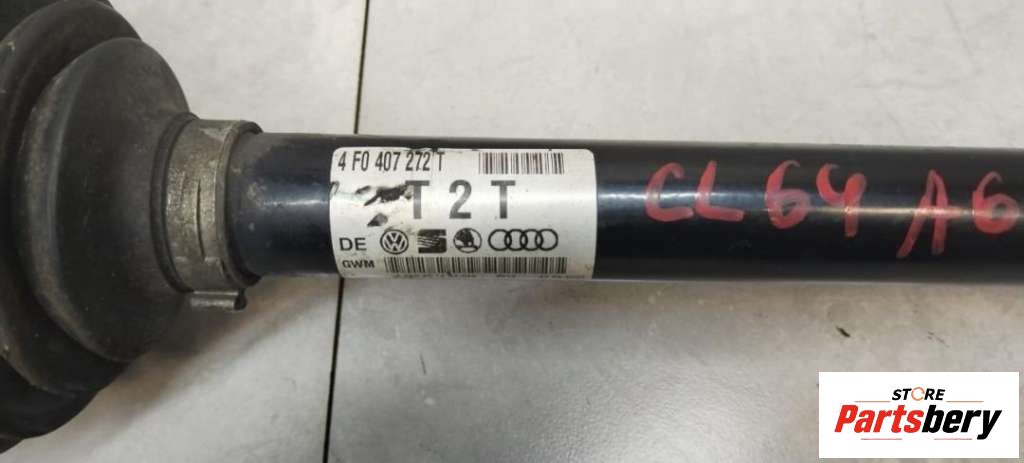 4 F0 407 272 T
T 2 T
DE
GWM
CL 64 A6
STORE
Partsbery